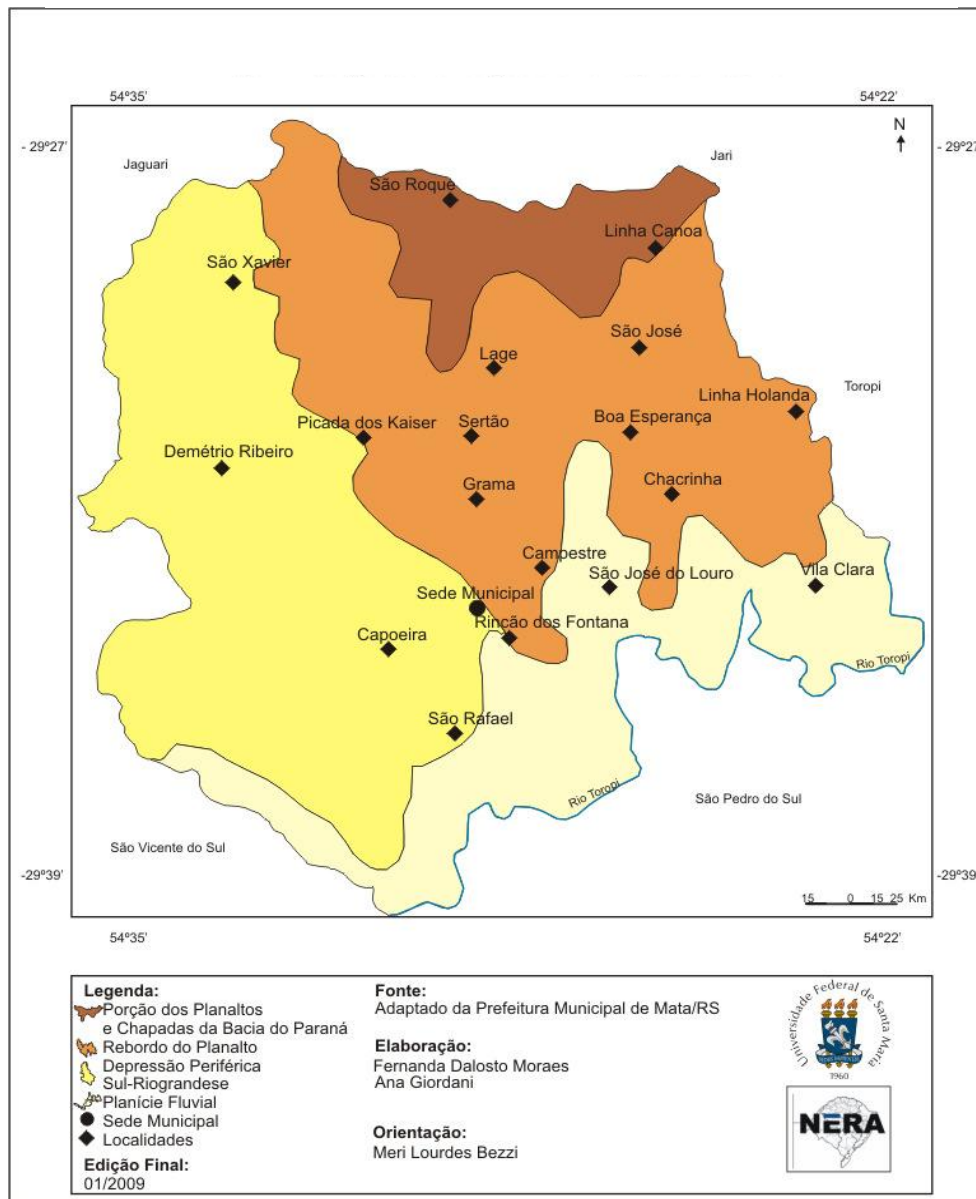 54º35' 54º22'
- 29º27' - 29º27'
N
Jaguari
Jari
São Roque
Linha Canoa
São Xavier
São José
Lage
Toropi
Linha Holanda
Picada dos Kaiser
Sertão
Boa Esperança
Demétrio Ribeiro
Grama
Chacrinha
Campestre
São José do Louro
Vila Clara
Sede Municipal
Rincão dos Fontana
Capoeira
Rio Toropi
São Rafael
Rio Toropi
São Pedro do Sul
São Vicente do Sul
-29º39' -29º39'
15 0 15 25 Km
54º35' 54º22'
Legenda:
Porção dos Planaltos
e Chapadas da Bacia do Paraná
Rebordo do Planalto
Depressão Periférica
Sul-Riograndese
Planície Fluvial
Sede Municipal
Localidades
Edição Final:
01/2009
Fonte:
Adaptado da Prefeitura Municipal de Mata/RS
Elaboração:
Fernanda Dalosto Moraes
Ana Giordani
Orientação:
Meri Lourdes Bezzi
Universidade Federal de Santa Maria
1960
NERA